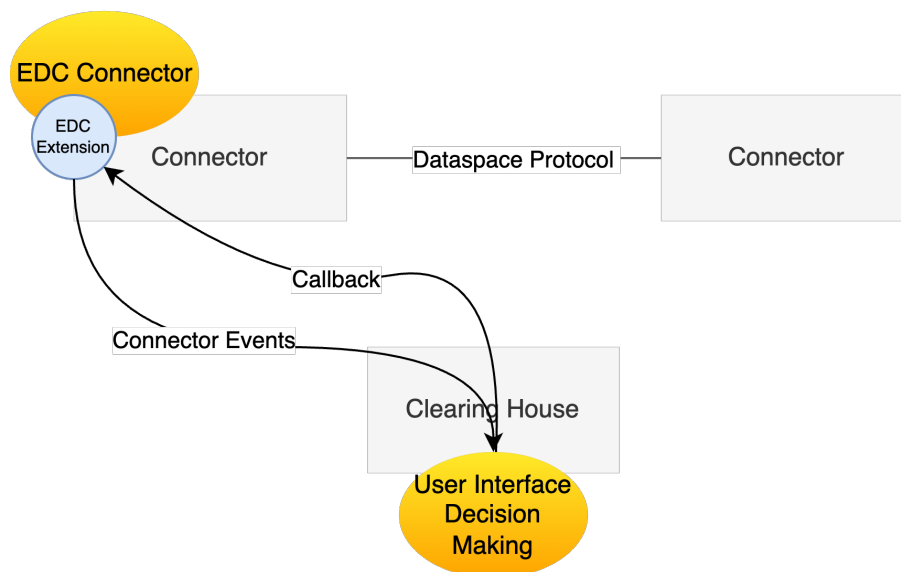 EDC Connector
EDC
Extension
Connector
Dataspace Protocol
Connector
Callback
Connector Events
Clearing House
User Interface
Decision
Making